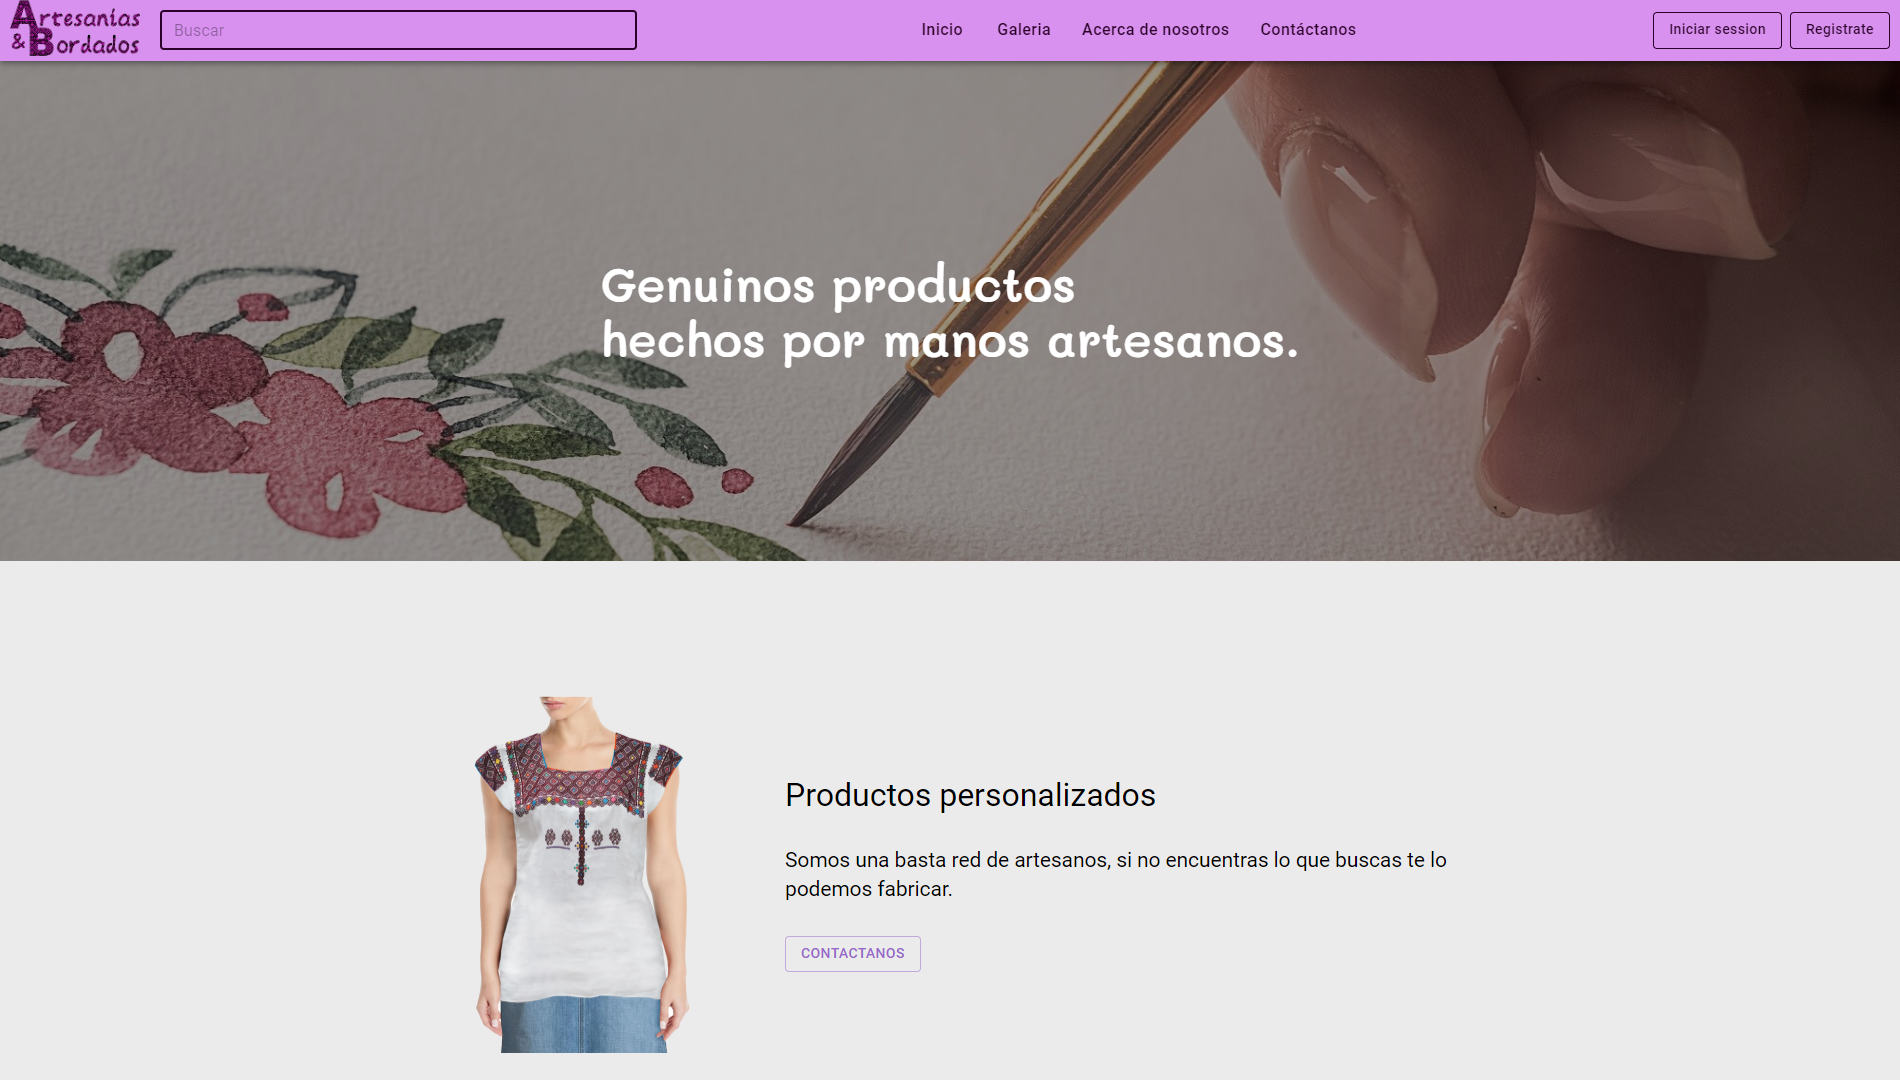 Artesanías
& Bordados
Buscar
Inicio
Galeria
Acerca de nosotros
Contáctanos
Iniciar session
Registrate
Genuinos productos
hechos por manos artesanos.
Productos personalizados
Somos una basta red de artesanos, si no encuentras lo que buscas te lo
podemos fabricar.
CONTACTANOS